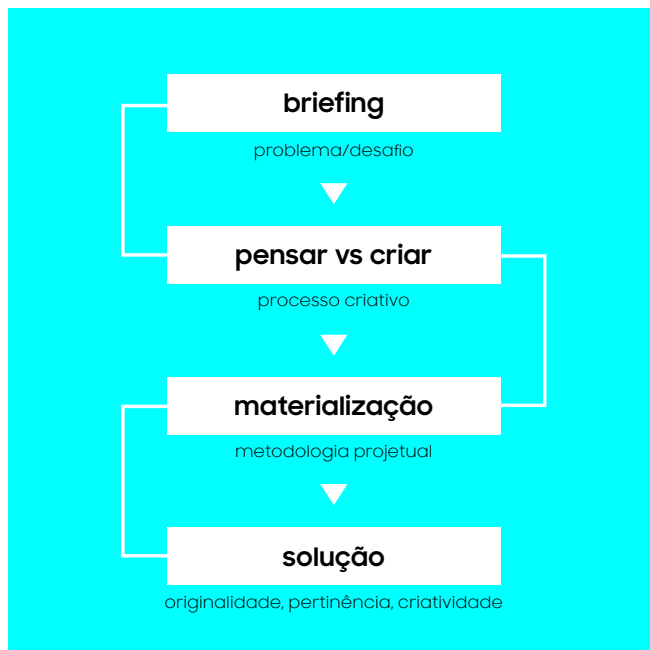 briefing
problema/desafio
pensar vs criar
processo criativo
materialização
metodologia projetual
solução
originalidade, pertinência, criatividade